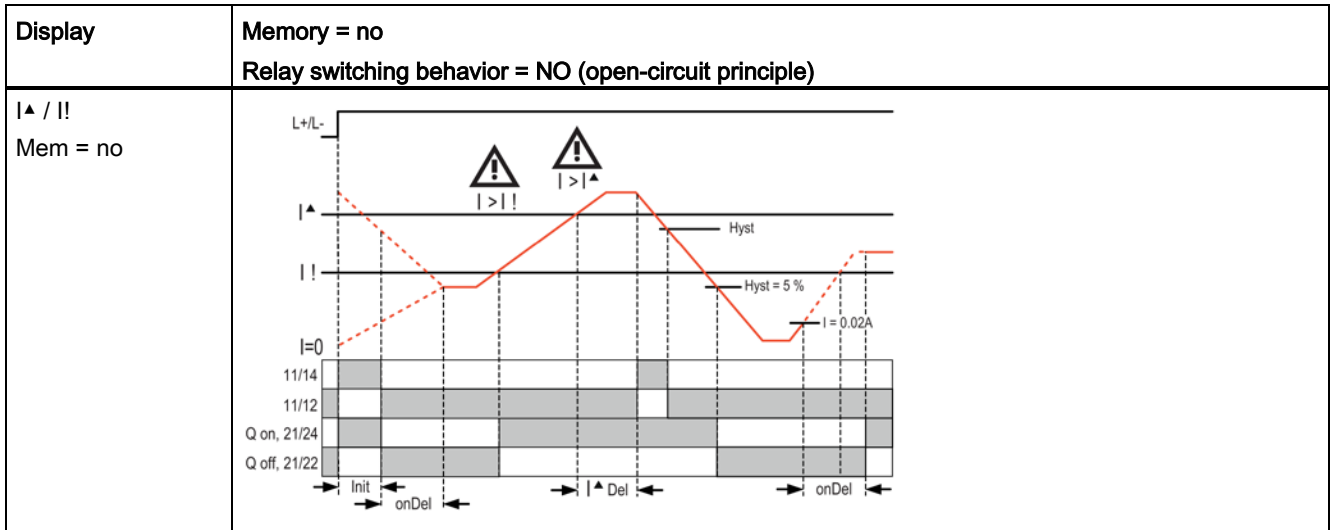 Display
Memory = no
Relay switching behavior = NO (open-circuit principle)
I▲ / I!
Mem = no
L+/L-
I > I !
I > I▲
I▲
Hyst
I !
Hyst = 5 %
I = 0.02A
I=0
11/14
11/12
Q on, 21/24
Q off, 21/22
Init
onDel
I▲ Del
onDel